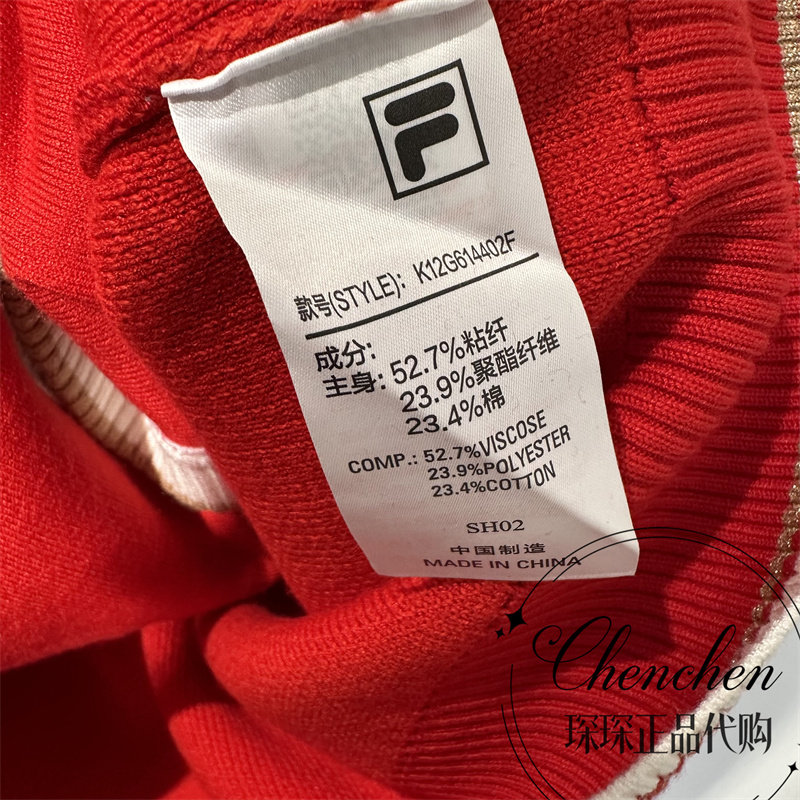 F
款号(STYLE): K12G614402F
成分:
主身: 52.7%粘纤
23.9%聚酯纤维
23.4%棉
COMP.: 52.7%VISCOSE
23.9%POLYESTER
23.4%COTTON
SH02
中国制造
MADE IN CHINA
Chenchen
琛琛正品代购